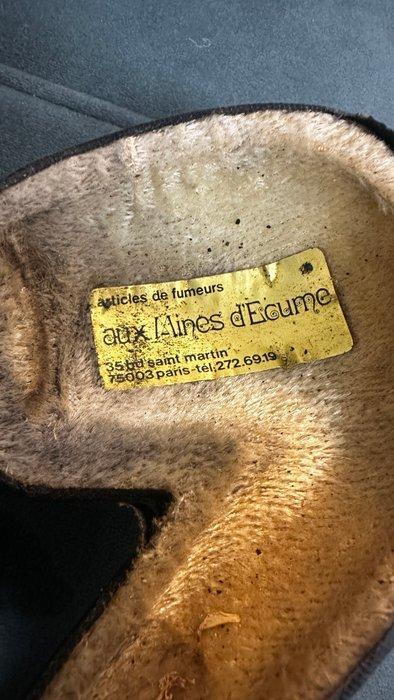 articles de fumeurs
aux Mines d'Ecume
35 bd saint martin
75003 paris-tél.272.69.19